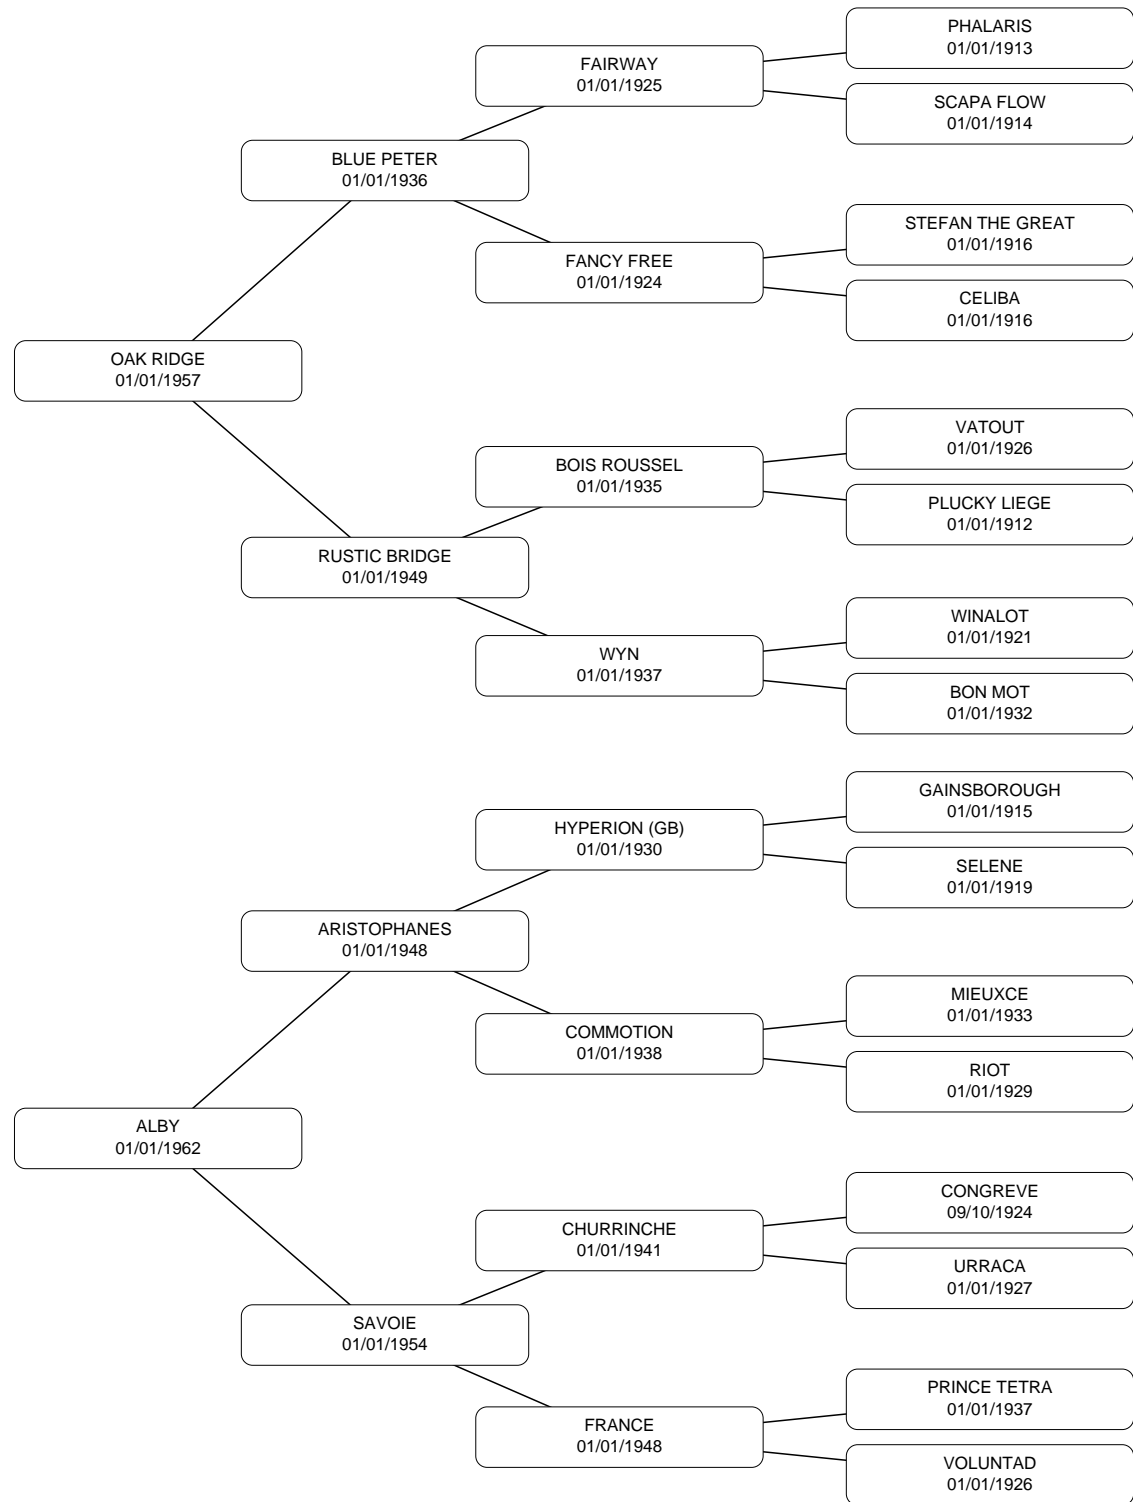 PHALARIS
01/01/1913
FAIRWAY
01/01/1925
SCAPA FLOW
01/01/1914
BLUE PETER
01/01/1936
STEFAN THE GREAT
01/01/1916
FANCY FREE
01/01/1924
CELIBA
01/01/1916
OAK RIDGE
01/01/1957
VATOUT
01/01/1926
BOIS ROUSSEL
01/01/1935
PLUCKY LIEGE
01/01/1912
RUSTIC BRIDGE
01/01/1949
WINALOT
01/01/1921
WYN
01/01/1937
BON MOT
01/01/1932
GAINSBOROUGH
01/01/1915
HYPERION (GB)
01/01/1930
SELENE
01/01/1919
ARISTOPHANES
01/01/1948
MIEUXCE
01/01/1933
COMMOTION
01/01/1938
RIOT
01/01/1929
ALBY
01/01/1962
CONGREVE
09/10/1924
CHURRINCHE
01/01/1941
URRACA
01/01/1927
SAVOIE
01/01/1954
PRINCE TETRA
01/01/1937
FRANCE
01/01/1948
VOLUNTAD
01/01/1926